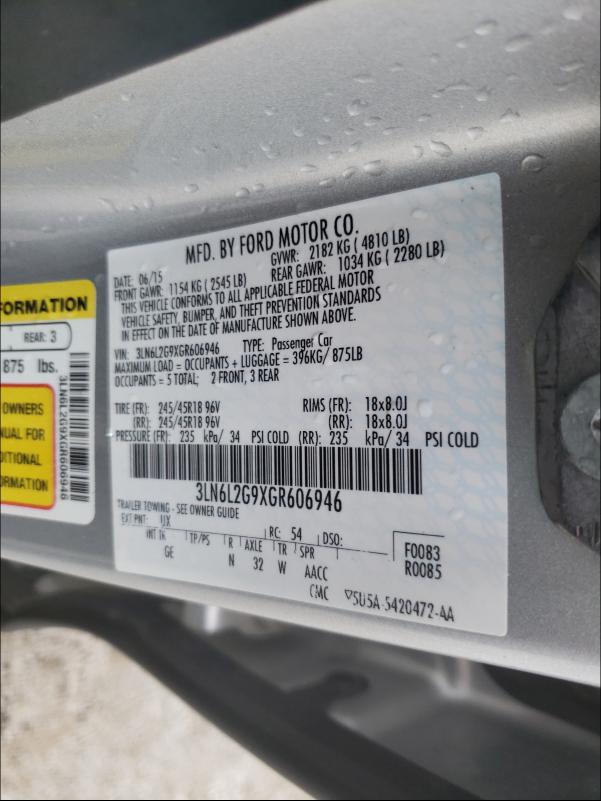 MFD. BY FORD MOTOR CO.
DATE: 06/15 GVWR: 2182 KG ( 4810 LB)
FRONT GAWR: 1154 KG ( 2545 LB) REAR GAWR: 1034 KG ( 2280 LB)
THIS VEHICLE CONFORMS TO ALL APPLICABLE FEDERAL MOTOR
VEHICLE SAFETY, BUMPER, AND THEFT PREVENTION STANDARDS
IN EFFECT ON THE DATE OF MANUFACTURE SHOWN ABOVE.
VIN: 3LN6L2G9XGR606946 TYPE: Passenger Car
MAXIMUM LOAD = OCCUPANTS + LUGGAGE = 396KG/ 875LB
OCCUPANTS = 5 TOTAL: 2 FRONT, 3 REAR
TIRE (FR): 245/45R18 96V RIMS (FR): 18x8.0J
(RR): 245/45R18 96V (RR): 18x8.0J
PRESSURE (FR): 235 kPa/ 34 PSI COLD (RR): 235 kPa/ 34 PSI COLD
3LN6L2G9XGR606946
TRAILER TOWING - SEE OWNER GUIDE
EXT PNT: UX RC: 54 DSO:
INT TR TP/PS R AXLE TR SPR F0083
GE N 32 W AACC R0085
CMC 5U5A-5420472-AA
FORMATION
REAR: 3
875 lbs.
OWNERS
NUAL FOR
DITIONAL
FORMATION
3LN6L2G9XGR606946